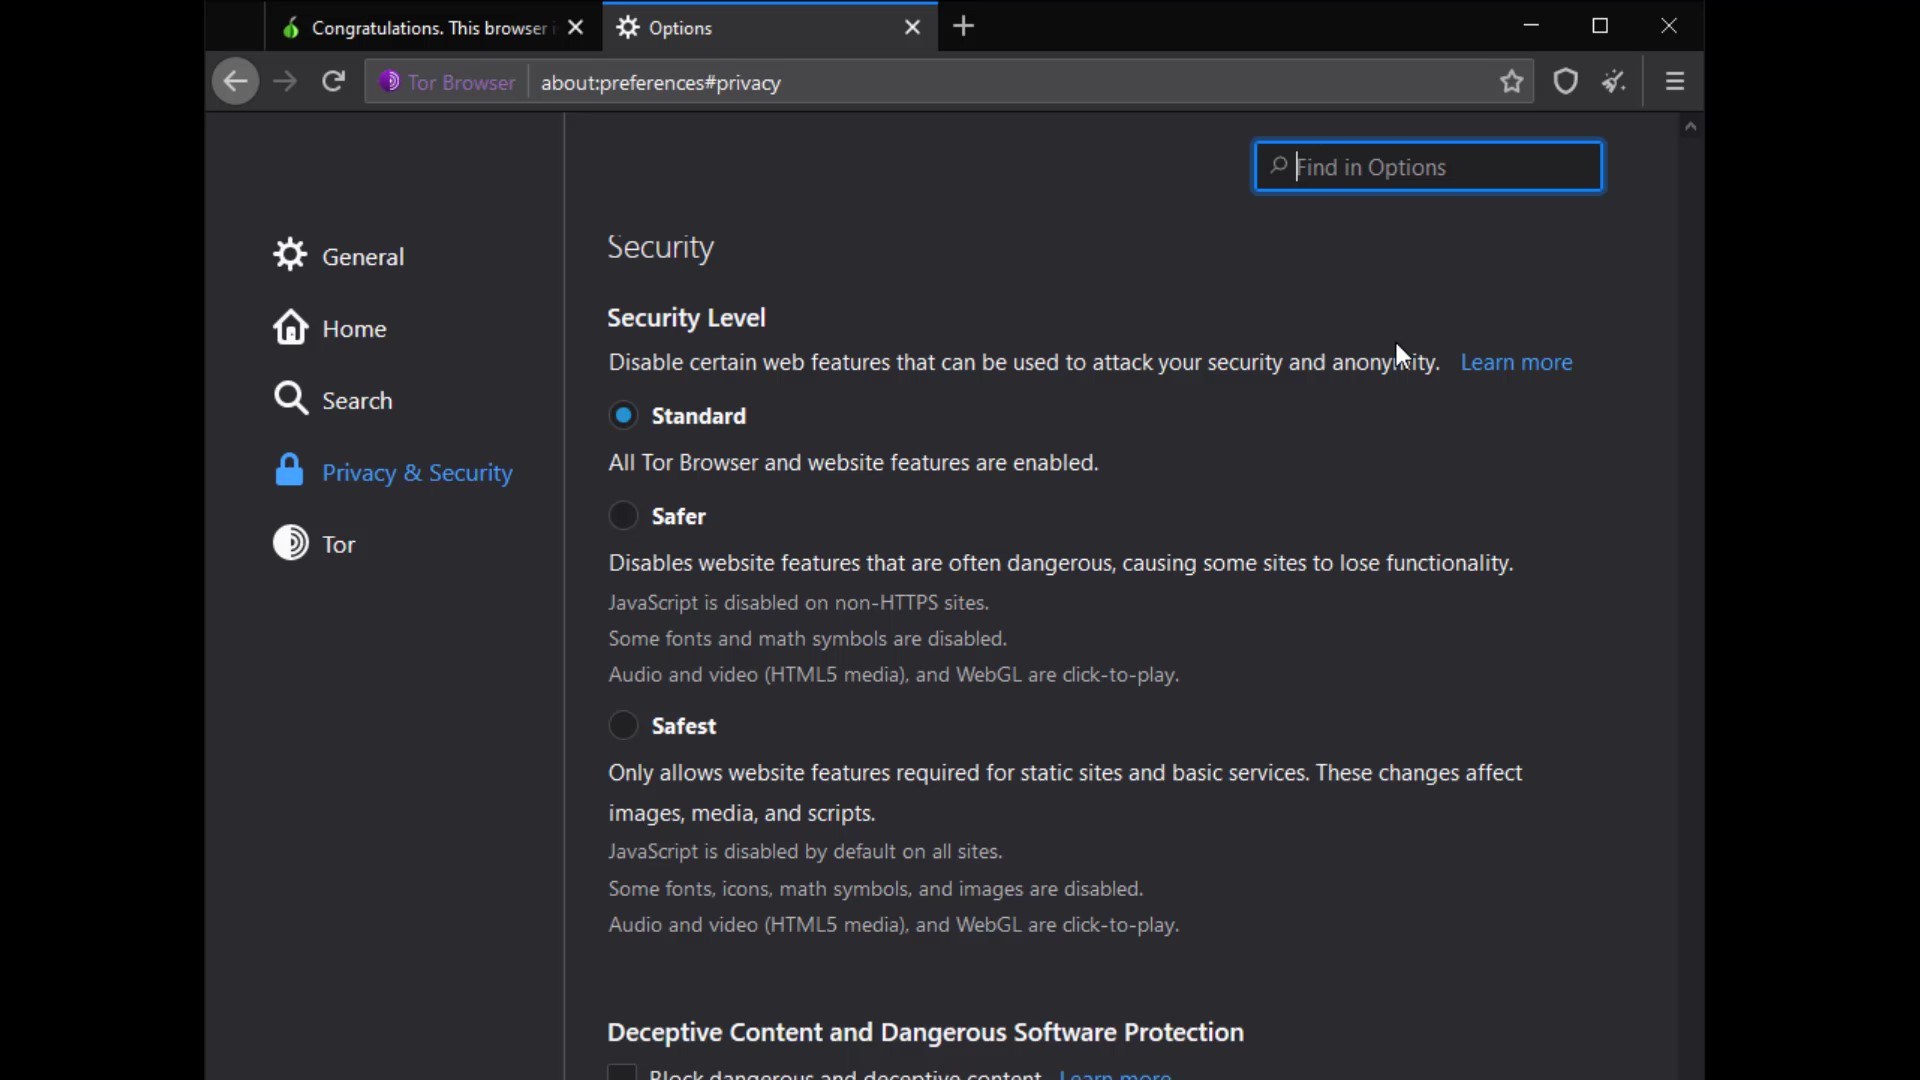 Congratulations. This browser
Options
Tor Browser
about:preferences#privacy
Find in Options
General
Home
Search
Privacy & Security
Tor
Security
Security Level
Disable certain web features that can be used to attack your security and anonymity. Learn more
Standard
All Tor Browser and website features are enabled.
Safer
Disables website features that are often dangerous, causing some sites to lose functionality.
JavaScript is disabled on non-HTTPS sites.
Some fonts and math symbols are disabled.
Audio and video (HTML5 media), and WebGL are click-to-play.
Safest
Only allows website features required for static sites and basic services. These changes affect
images, media, and scripts.
JavaScript is disabled by default on all sites.
Some fonts, icons, math symbols, and images are disabled.
Audio and video (HTML5 media), and WebGL are click-to-play.
Deceptive Content and Dangerous Software Protection
Block dangerous and deceptive content Learn more